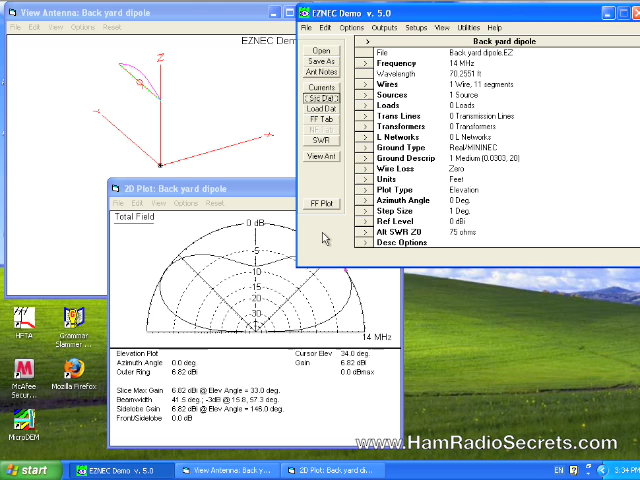 View Antenna: Back yard dipole
File Edit View Options Reset
EZNEC Dem
Z
X
EZNEC Demo v. 5.0
File Edit Options Outputs Setups View Utilities Help
Open
Save As
Ant Notes
Currents
Src Dat
Load Dat
FF Tab
NF Tab
SWR
View Ant
FF Plot
Back yard dipole
File Back yard dipole.EZ
> Frequency 14 MHz
Wavelength 70.2551 ft
> Wires 1 Wire, 11 segments
> Sources 1 Source
> Loads 0 Loads
> Trans Lines 0 Transmission Lines
> Transformers 0 Transformers
> L Networks 0 L Networks
> Ground Type Real/MININEC
> Ground Descrip 1 Medium (0.0303, 20)
> Wire Loss Zero
> Units Feet
> Plot Type Elevation
> Azimuth Angle 0 Deg.
> Step Size 1 Deg.
> Ref Level 0 dBi
> Alt SWR Z0 75 ohms
> Desc Options
2D Plot: Back yard dipole
File Edit View Options Reset
Total Field
0 dB
-5
-10
-15
-20
-30
14 MHz
Elevation Plot
Azimuth Angle 0.0 deg.
Outer Ring 6.82 dBi
Cursor Elev 34.0 deg.
Gain 6.82 dBi
0.0 dBmax
Slice Max Gain 6.82 dBi @ Elev Angle = 33.0 deg.
Beamwidth 41.5 deg.; -3dB @ 15.8, 57.3 deg.
Sidelobe Gain 6.82 dBi @ Elev Angle = 146.0 deg.
Front/Sidelobe 0.0 dB
HFTA
Grammar Slammer ...
McAfee Secur...
Mozilla Firefox
MicroDEM
www.HamRadioSecrets.com
start
EZNEC Demo v. 5.0
View Antenna: Back y...
2D Plot: Back yard di...
EN
3:34 PM